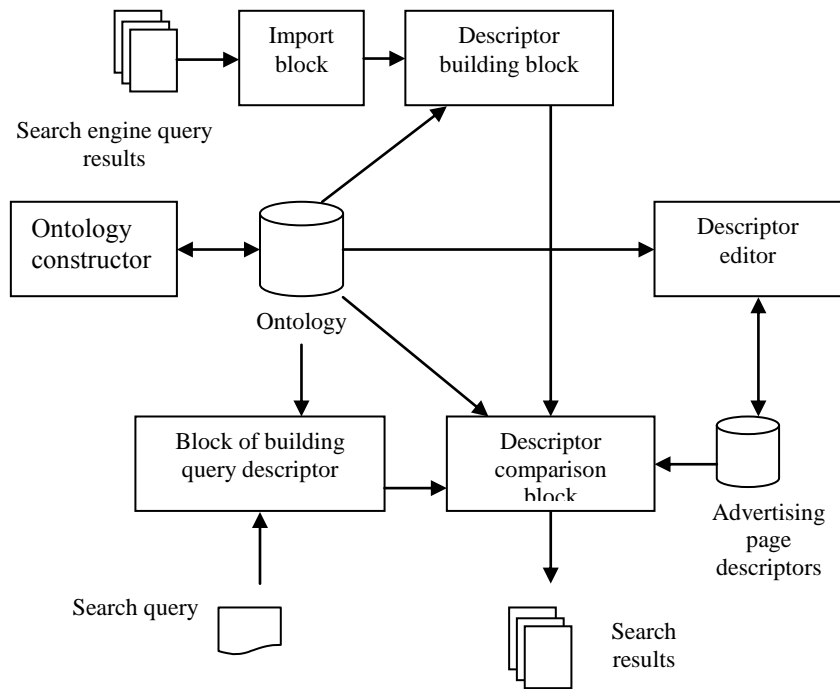 Import
block
Descriptor
building block
Search engine query
results
Ontology
constructor
Descriptor
editor
Ontology
Block of building
query descriptor
Descriptor
comparison
block
Advertising
page
descriptors
Search query
Search
results